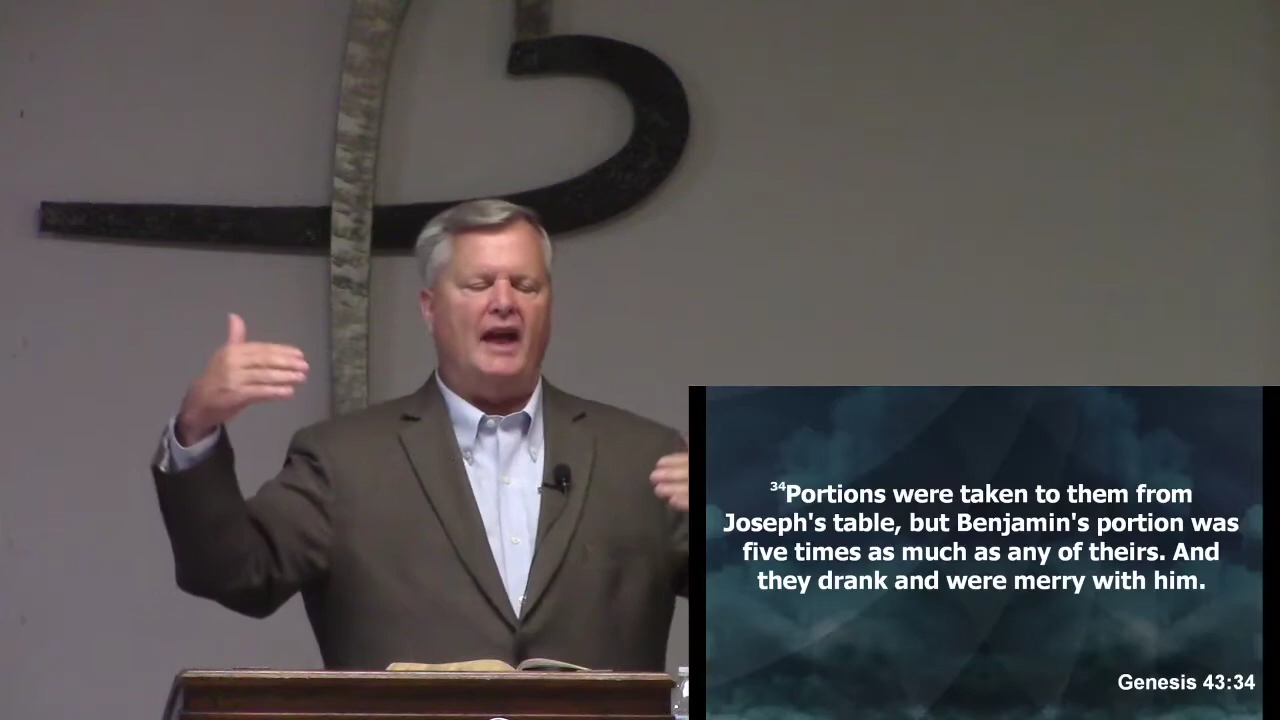 ³⁴Portions were taken to them from
Joseph's table, but Benjamin's portion was
five times as much as any of theirs. And
they drank and were merry with him.
Genesis 43:34